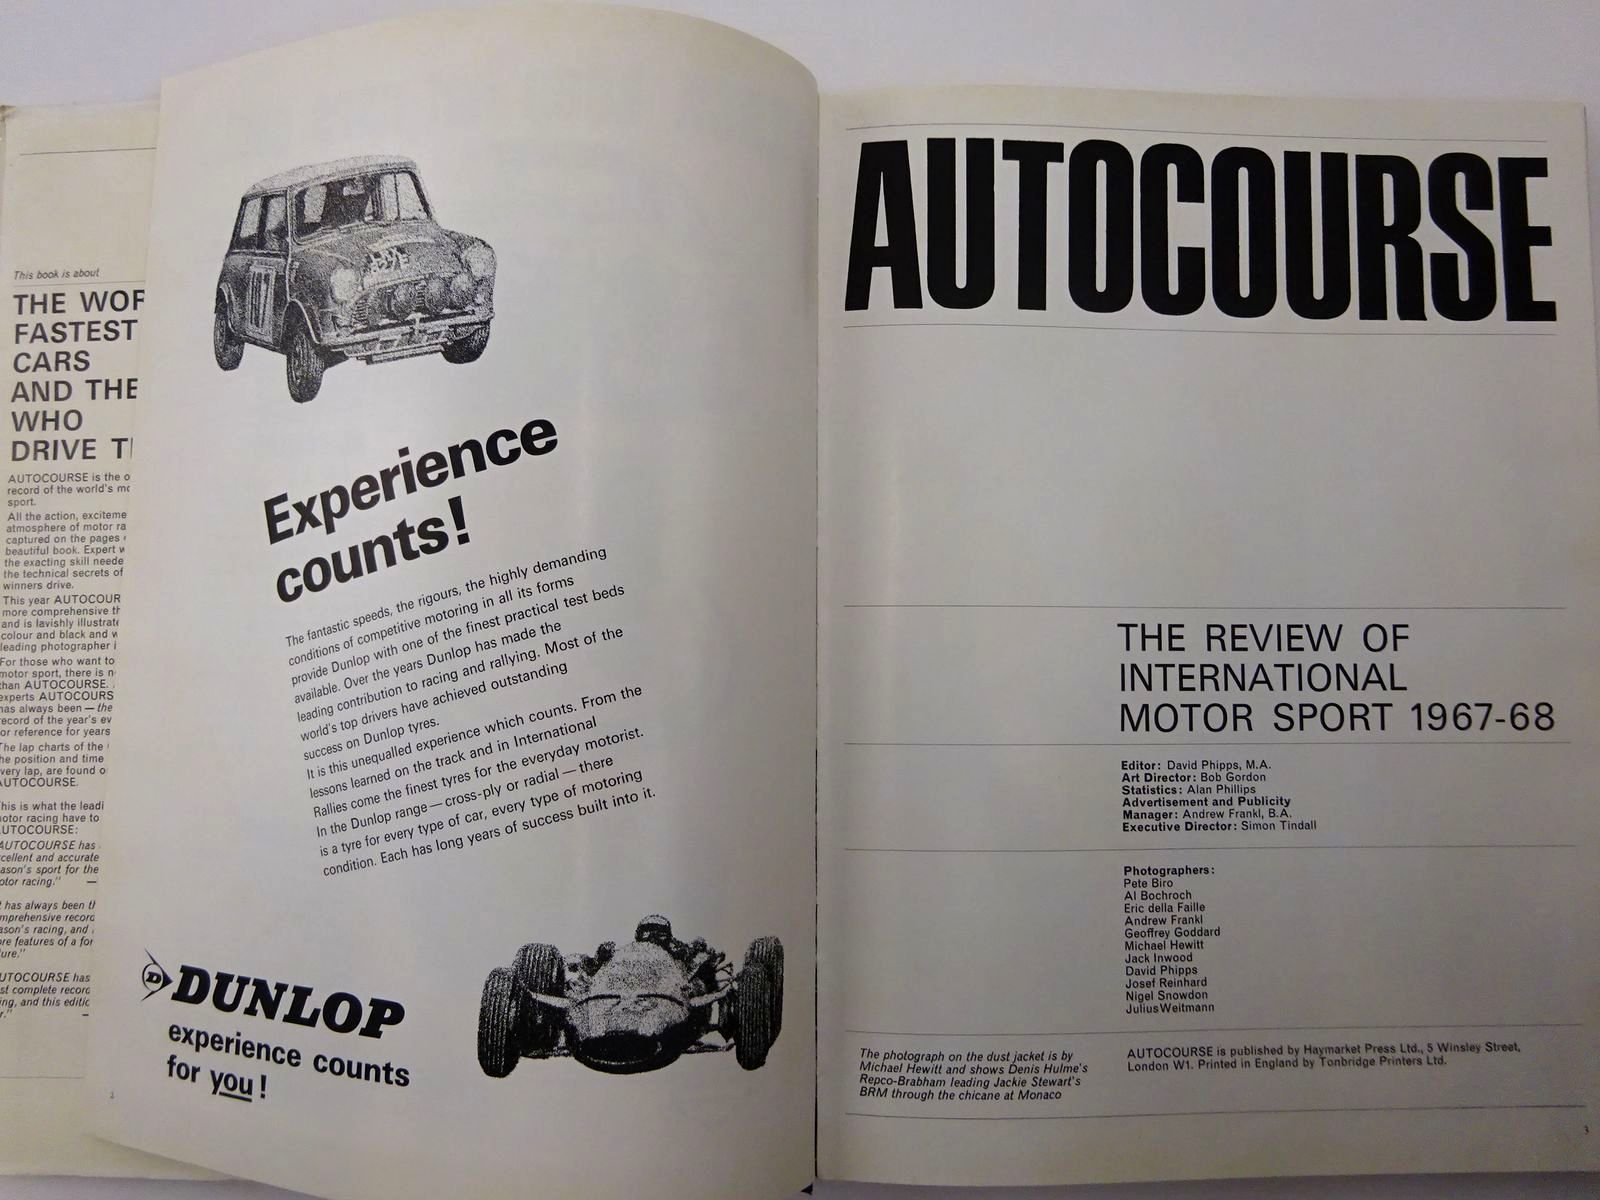 This book is about
THE
FASTEST
CARS
AND THE
WHO
DRIVE
AUTOCOURSE is the
record of the world's
sport.
All the action,
atmosphere of motor
captured on the pages
beautiful book. Expert
the exacting skill
the technical secrets of
winners drive.
This year
more comprehensive
and is lavishly
colour and black and
leading photographer
For those who want to
motor sport, there is
than AUTOCOURSE.
experts
has always been — the
record of the year's
for reference for years
The lap charts of the
the position and time
every lap, are found
AUTOCOURSE.
This is what the
motor racing have to
AUTOCOURSE:
AUTOCOURSE has
excellent and accurate
season's sport for the
motor racing." —
has always been
comprehensive
season's racing, and
more features of a
AUTOCOURSE has
most complete
and this
Experience
counts!
The fantastic speeds, the rigours, the highly demanding
conditions of competitive motoring in all its forms
provide Dunlop with one of the finest practical test beds
available. Over the years Dunlop has made the
leading contribution to racing and rallying. Most of the
world's top drivers have achieved outstanding
success on Dunlop tyres.
It is this unequalled experience which counts. From the
lessons learned on the track and in International
Rallies come the finest tyres for the everyday motorist.
In the Dunlop range — cross-ply or radial — there
is a tyre for every type of car, every type of motoring
condition. Each has long years of success built into it.
D DUNLOP
experience counts
for you!
2
AUTOCOURSE
THE REVIEW OF
INTERNATIONAL
MOTOR SPORT 1967-68
Editor: David Phipps, M.A.
Art Director: Bob Gordon
Statistics: Alan Phillips
Advertisement and Publicity
Manager: Andrew Frankl, B.A.
Executive Director: Simon Tindall
Photographers:
Pete Biro
Al Bochroch
Eric della Faille
Andrew Frankl
Geoffrey Goddard
Michael Hewitt
Jack Inwood
David Phipps
Josef Reinhard
Nigel Snowdon
Julius Weitmann
The photograph on the dust jacket is by
Michael Hewitt and shows Denis Hulme's
Repco-Brabham leading Jackie Stewart's
BRM through the chicane at Monaco
AUTOCOURSE is published by Haymarket Press Ltd., 5 Winsley Street,
London W1. Printed in England by Tonbridge Printers Ltd.
3